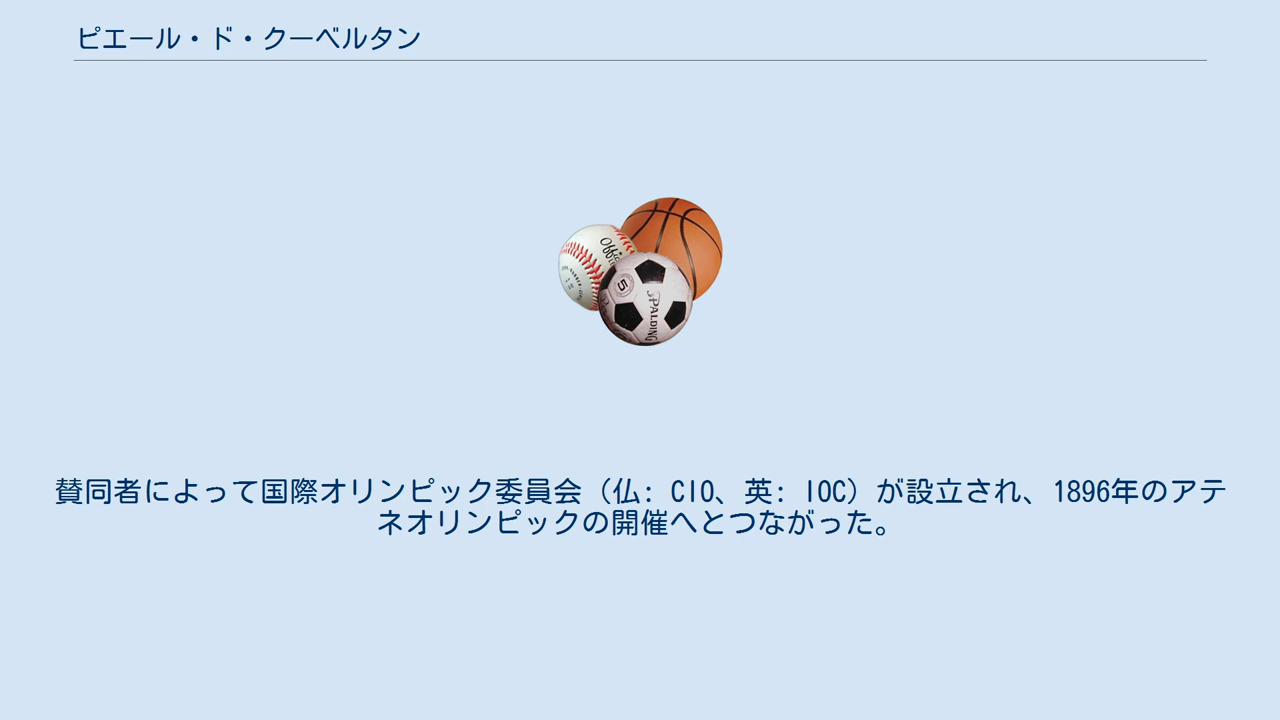 ピエール・ド・クーベルタン
Offici
5
SPALDING
賛同者によって国際オリンピック委員会（仏: CIO、英: IOC）が設立され、1896年のアテ
ネオリンピックの開催へとつながった。